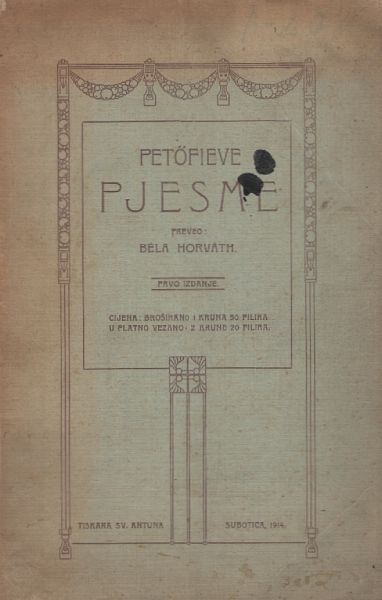 PETŐFIEVE
PJESME
PREVEO:
BÉLA HORVÁTH.
PRVO IZDANJE.
CIJENA: BROŠIRANO 1 KRUNA 50 FILIRA
U PLATNO VEZANO: 2 KRUNE 20 FILIRA.
TISKARA SV. ANTUNA SUBOTICA, 1914.